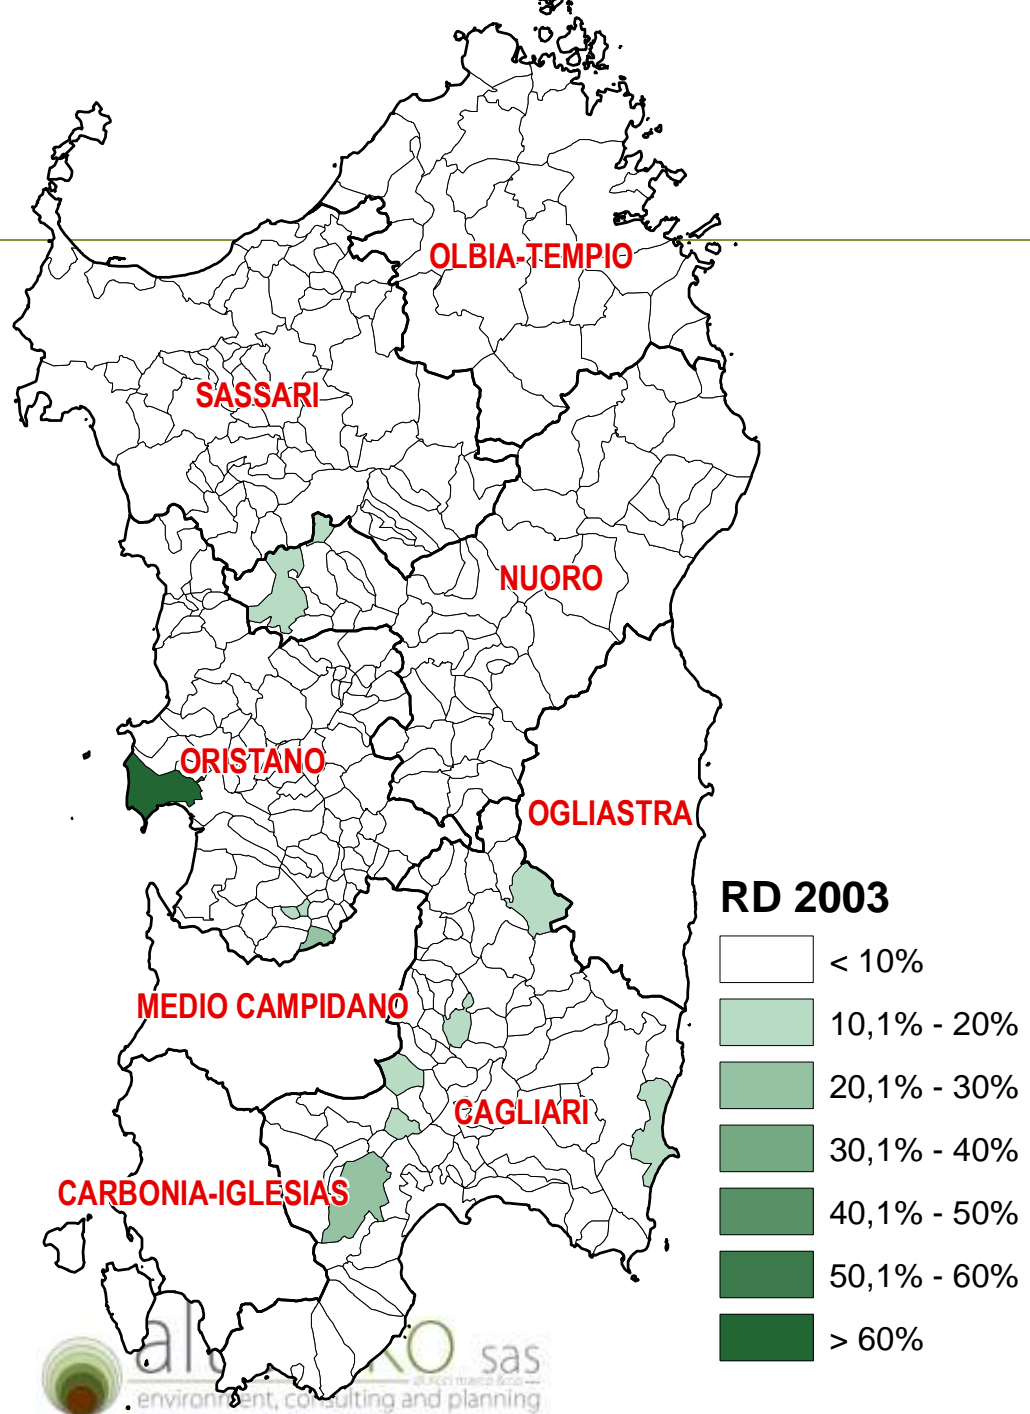 OLBIA-TEMPIO
SASSARI
NUORO
ORISTANO
OGLIASTRA
RD 2003
< 10%
MEDIO CAMPIDANO
10,1% - 20%
20,1% - 30%
CAGLIARI
30,1% - 40%
CARBONIA-IGLESIAS
40,1% - 50%
50,1% - 60%
> 60%
sas
environment, consulting and planning